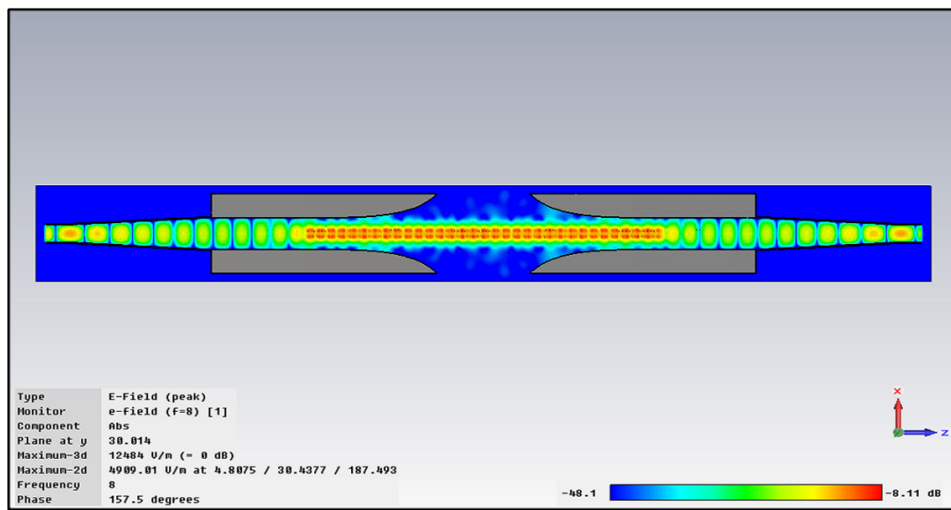 Type E-Field (peak)
Monitor e-field (f=8) [1]
Component Abs
Plane at y 30.014
Maximum-3d 12484 V/m (= 0 dB)
Maximum-2d 4909.01 V/m at 4.8075 / 30.4377 / 187.493
Frequency 8
Phase 157.5 degrees
-48.1 -8.11 dB
x
z